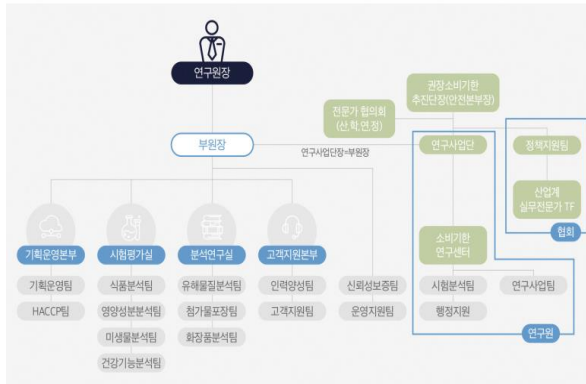 연구원장
권장소비기한
추진단장(안전본부장)
전문가 협의회
(산,학,연,정)
부원장
연구사업단장=부원장
연구사업단
정책지원팀
산업계
실무전문가 TF
협회
소비기한
연구센터
기획운영본부
시험평가실
분석연구실
고객지원본부
기획운영팀
식품분석팀
유해물질분석팀
인력양성팀
신뢰성보증팀
시험분석팀
연구사업팀
HACCP팀
영양성분분석팀
첨가물포장팀
고객지원팀
운영지원팀
행정지원
미생물분석팀
화장품분석팀
연구원
건강기능분석팀